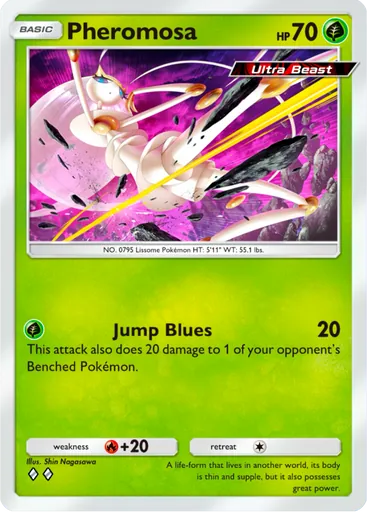 BASIC Pheromosa HP 70
Ultra Beast
NO. 0795 Lissome Pokémon HT: 5'11" WT: 55.1 lbs.
Jump Blues 20
This attack also does 20 damage to 1 of your opponent's
Benched Pokémon.
weakness +20 retreat
Illus. Shin Nagasawa
A life-form that lives in another world, its body
is thin and supple, but it also possesses
great power.